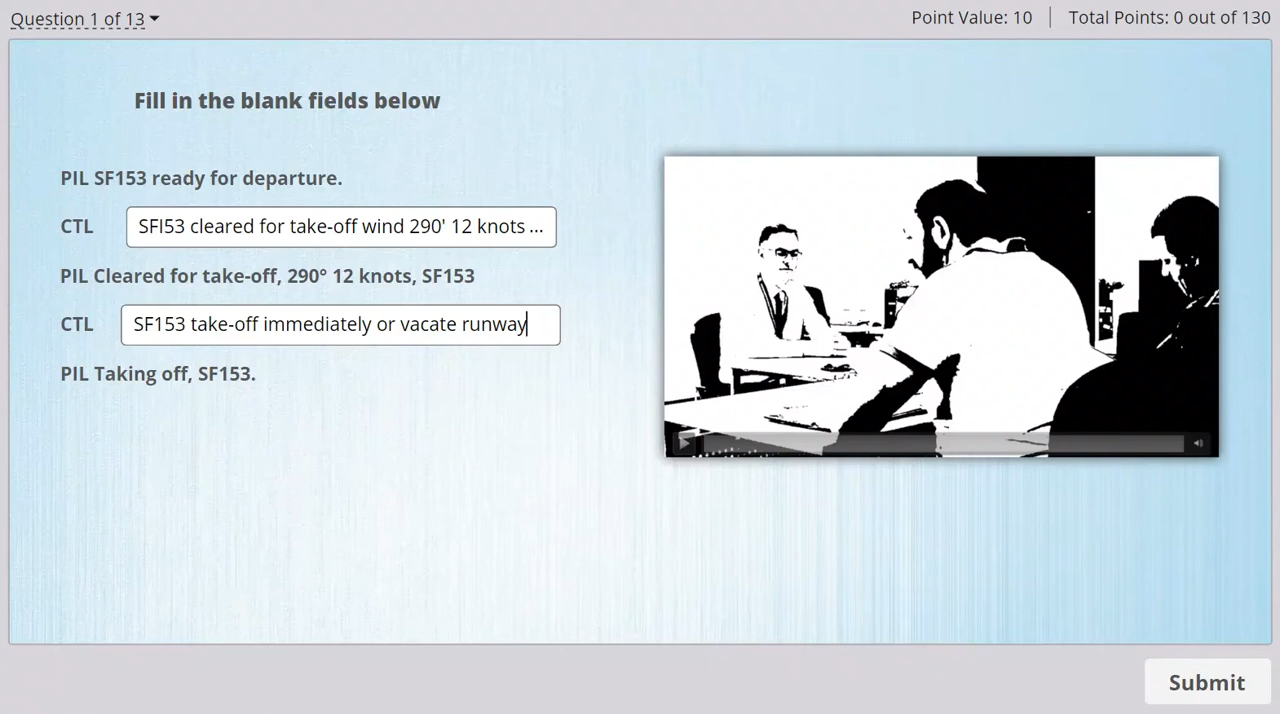 Question 1 of 13
Point Value: 10
Total Points: 0 out of 130
Fill in the blank fields below
PIL SF153 ready for departure.
CTL SFI53 cleared for take-off wind 290' 12 knots ...
PIL Cleared for take-off, 290° 12 knots, SF153
CTL SF153 take-off immediately or vacate runway
PIL Taking off, SF153.
Submit